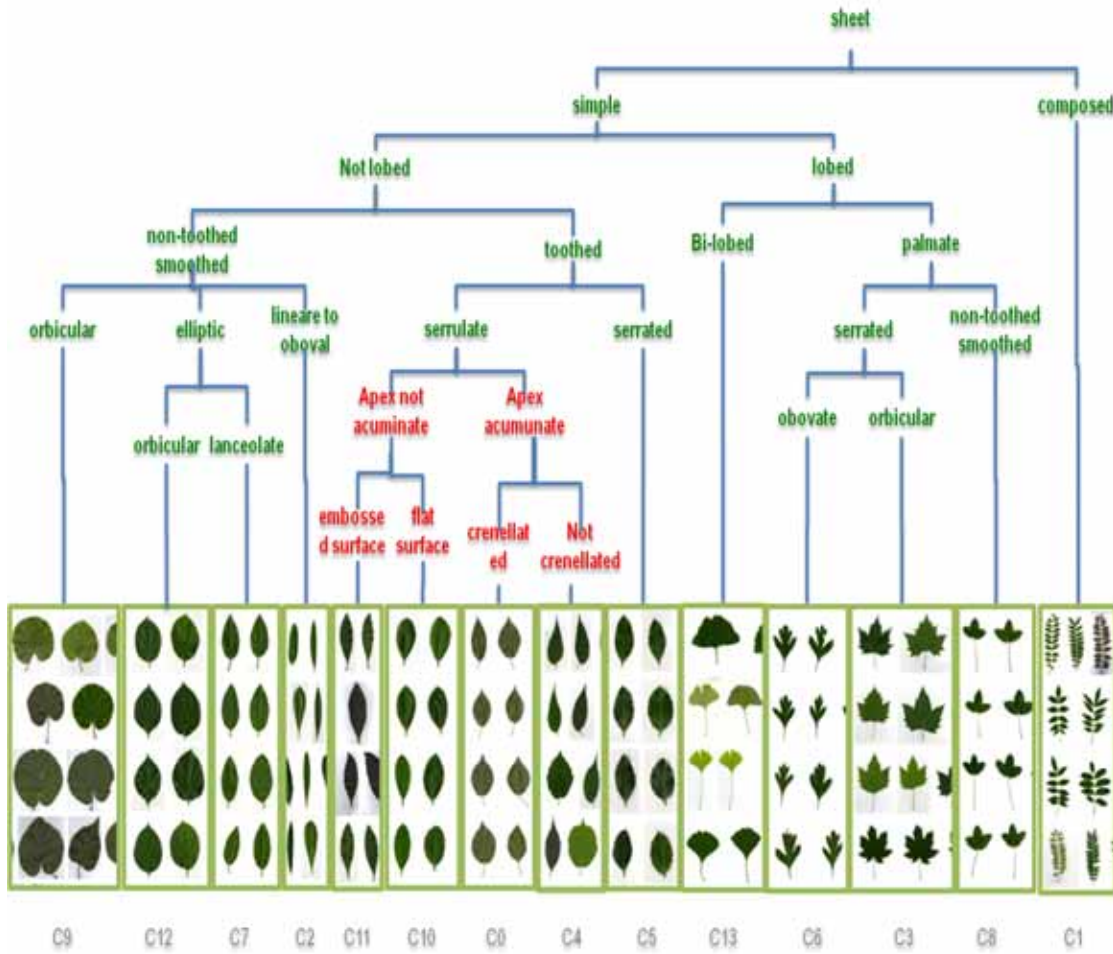 sheet
simple
composed
Not lobed
lobed
non-toothed
smoothed
toothed
Bi-lobed
palmate
orbicular
elliptic
lineare to
oboval
serrulate
serrated
serrated
non-toothed
smoothed
Apex not
acuminate
Apex
acumunate
obovate
orbicular
orbicular
lanceolate
embosse
d surface
flat
surface
crenellat
ed
Not
crenellated
C9
C12
C7
C2
C11
C10
C0
C4
C5
C13
C6
C3
C8
C1